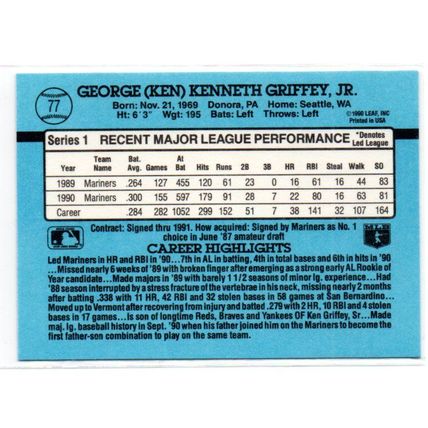 77
GEORGE (KEN) KENNETH GRIFFEY, JR.
Born: Nov. 21, 1969 Donora, PA Home: Seattle, WA
Ht: 6'3" Wgt: 195 Bats: Left Throws: Left
©1990 LEAF, INC
Printed in USA
Series 1 RECENT MAJOR LEAGUE PERFORMANCE *Denotes Led League
Year Team Name Bat. Avg. Games At Bat Hits Runs 2B 3B HR RBI Steal Walk SO
1989 Mariners .264 127 455 120 61 23 0 16 61 16 44 83
1990 Mariners .300 155 597 179 91 28 7 22 80 16 63 81
Career .284 282 1052 299 152 51 7 38 141 32 107 164
Contract: Signed thru 1991. How acquired: Signed by Mariners as No. 1
choice in June '87 amateur draft
CAREER HIGHLIGHTS
Led Mariners in HR and RBI in '90...7th in AL in batting, 4th in total bases and 6th in hits in '90
...Missed nearly 6 weeks of '89 with broken finger after emerging as strong early AL Rookie of
Year candidate...Made majors in '89 with only 17 games experience above
'88 season interrupted by a stress fracture of the vertebrae in his neck, missing nearly 2 months
after batting .338 with 11 HR, 42 RBI and 32 stolen bases in 58 games at San Bernardino...
Moved up to Vermont after recovering from injury and batted .279 with 2 HR, 10 RBI and 4 stolen
bases in 17 games...Is son of longtime Reds, Braves and Yankees OF Ken Griffey, Sr...Made
maj. lg. baseball history in Sept. '90 when his father joined him on the Mariners to become the
first father-son combination to play on the same team.